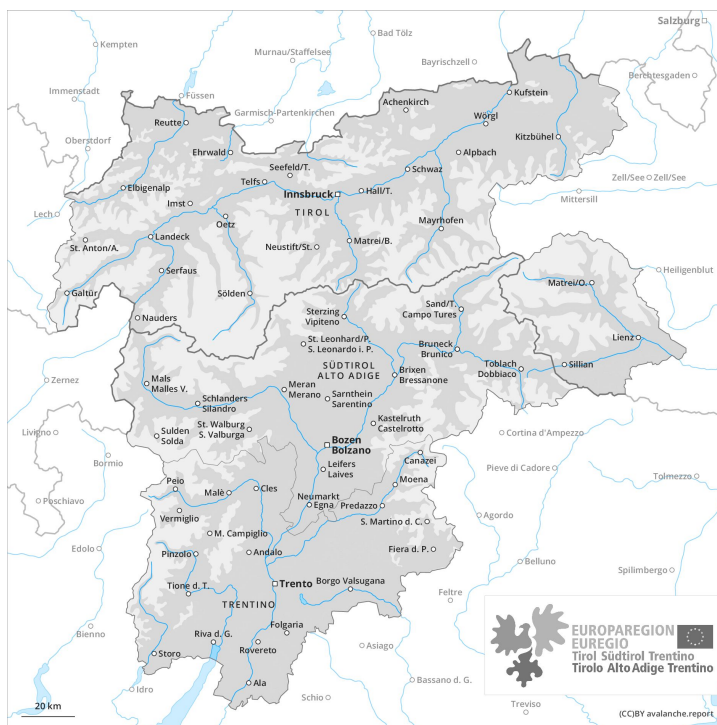 Salzburg
Kempten
Bad Tölz
Murnau/Staffelsee
Bayrischzell
Berchtesgaden
Immenstadt
Füssen
Achenkirch
Kufstein
Garmisch-Partenkirchen
Reutte
Wörgl
Oberstdorf
Kitzbühel
Ehrwald
Alpbach
Seefeld/T.
Schwaz
Telfs
Zell/See
Zell/See
Elbigenalp
Innsbruck
Hall/T.
Mittersill
Imst
TIROL
Lech
Oetz
Mayrhofen
Landeck
Matrei/B.
St. Anton/A.
Neustift/St.
Serfaus
Heiligenblut
Matrei/O.
Galtür
Sölden
Sand/T.
Campo Tures
Sterzing
Vipiteno
Nauders
St. Leonhard/P.
S. Leonardo i. P.
Lienz
Bruneck
Brunico
SÜDTIROL
ALTO ADIGE
Toblach
Dobbiaco
Sillian
Brixen
Bressanone
Zernez
Mals
Malles V.
Meran
Merano
Sarnthein
Sarentino
Schlanders
Silandro
Kastelruth
Castelrotto
St. Walburg
S. Valburga
Livigno
Sulden
Solda
Cortina d'Ampezzo
Bozen
Bolzano
Bormio
Canazei
Leifers
Laives
Pieve di Cadore
Tolmezzo
Peio
Malè
Cles
Moena
Poschiavo
Neumarkt
Egna
Predazzo
Vermiglio
S. Martino d. C.
Agordo
M. Campiglio
Edolo
Pinzolo
Andalo
Fiera d. P.
Belluno
Spilimbergo
Tione d. T.
Trento
Borgo Valsugana
Feltre
TRENTINO
Folgaria
Bienno
Riva d. G.
Rovereto
Asiago
Storo
Bassano d. G.
Ala
Idro
Schio
Treviso
EUROPAREGION
EUREGIO
Tirol Südtirol Trentino
Tirolo Alto Adige Trentino
20 km
(CC)BY avalanche.report